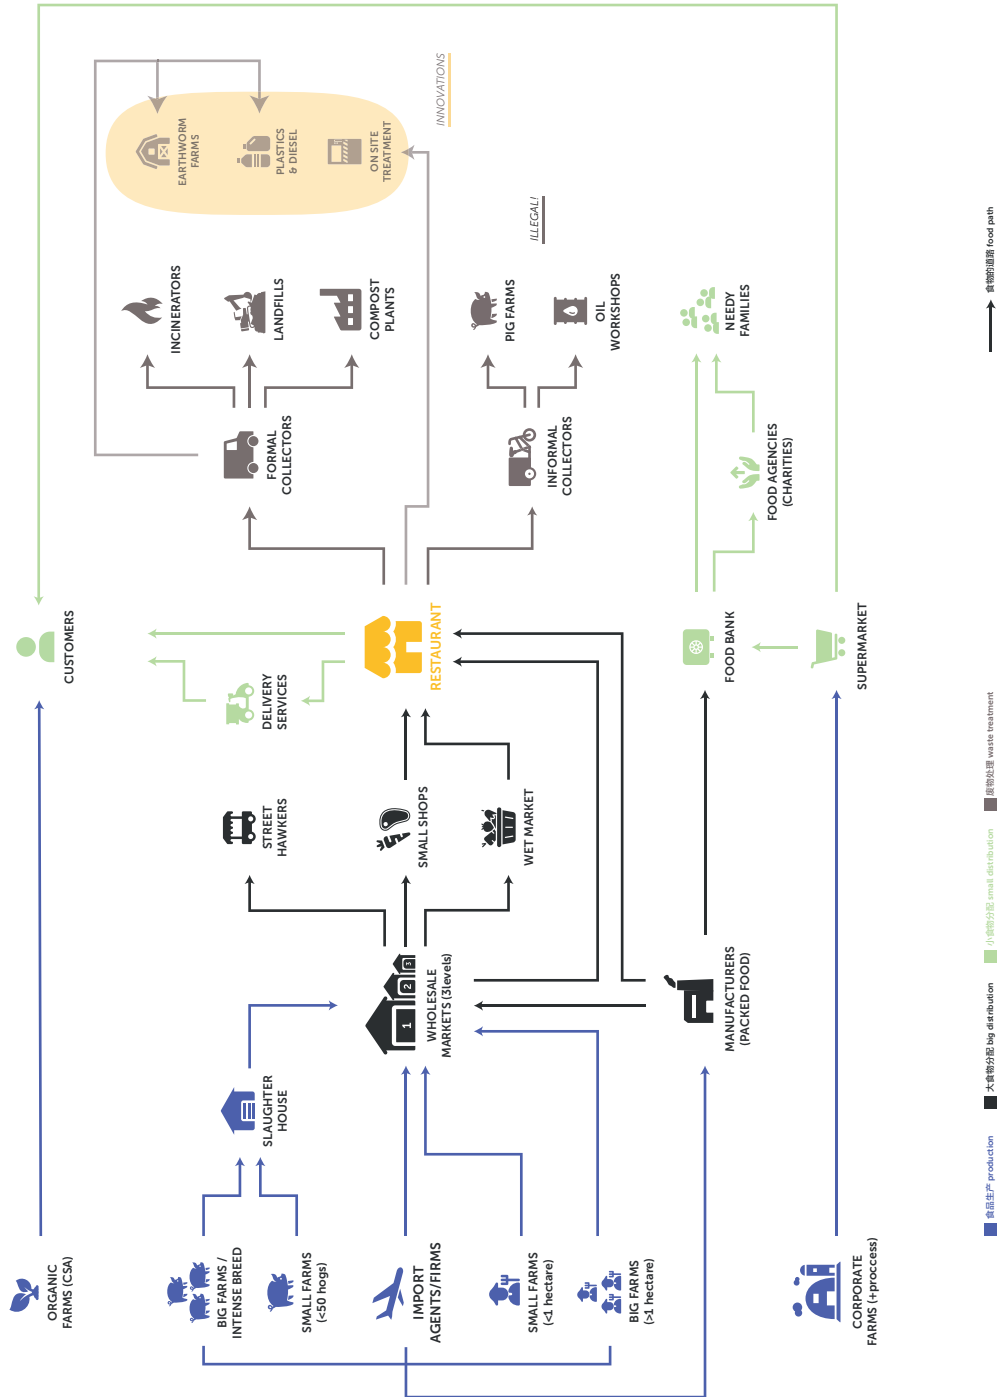 ORGANIC
FARMS (CSA)
BIG FARMS /
INTENSE BREED
SMALL FARMS
(<50 hogs)
IMPORT
AGENTS/FIRMS
SMALL FARMS
(<1 hectare)
BIG FARMS
(>1 hectare)
CORPORATE
FARMS (+proccess)
SLAUGHTER
HOUSE
1
2
3
WHOLESALE
MARKETS (3levels)
MANUFACTURERS
(PACKED FOOD)
STREET
HAWKERS
SMALL SHOPS
WET MARKET
CUSTOMERS
DELIVERY
SERVICES
RESTAURANT
FOOD BANK
SUPERMARKET
FORMAL
COLLECTORS
INFORMAL
COLLECTORS
FOOD AGENCIES
(CHARITIES)
INCINERATORS
LANDFILLS
COMPOST
PLANTS
PIG FARMS
OIL
WORKSHOPS
NEEDY
FAMILIES
ILLEGAL!
EARTHWORM
FARMS
PLASTICS
& DIESEL
ON SITE
TREATMENT
INNOVATIONS
食品生产 production
大食物分配 big distribution
小食物分配 small distribution
废物处理 waste treatment
食物的道路 food path